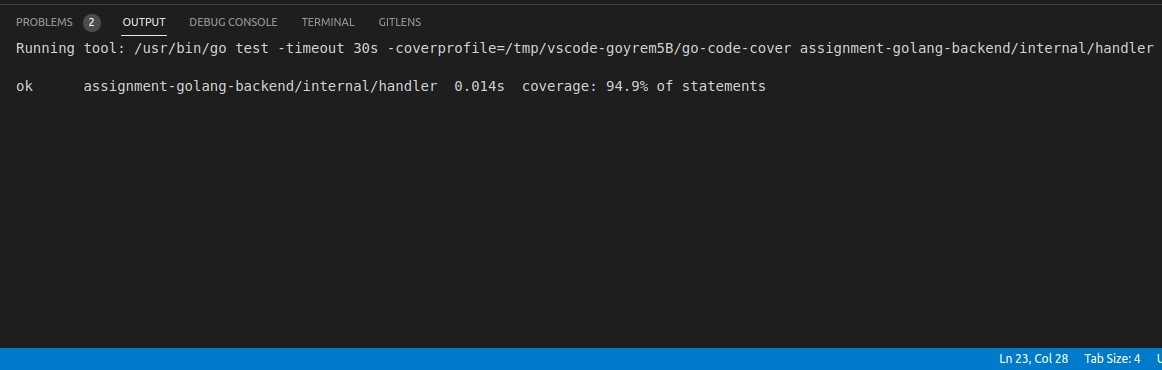 PROBLEMS 2 OUTPUT DEBUG CONSOLE TERMINAL GITLENS
Running tool: /usr/bin/go test -timeout 30s -coverprofile=/tmp/vscode-goyrem5B/go-code-cover assignment-golang-backend/internal/handler
ok assignment-golang-backend/internal/handler 0.014s coverage: 94.9% of statements
Ln 23, Col 28 Tab Size: 4